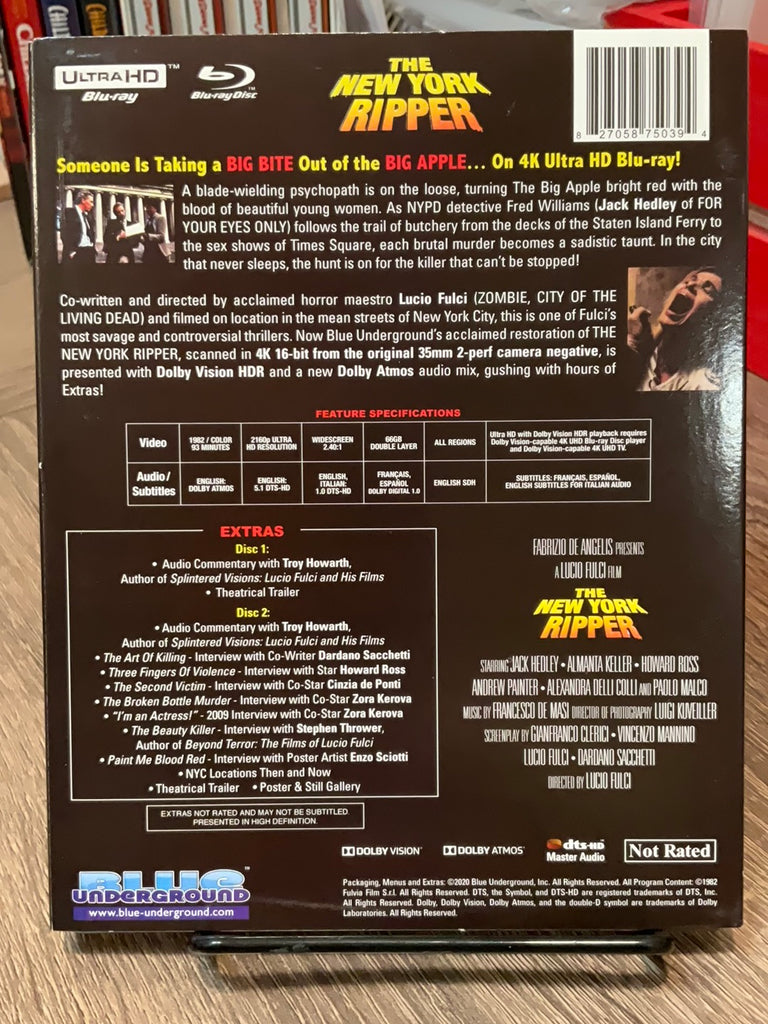 ULTRA HD™
Blu-ray
Blu-ray Disc™
THE
NEW YORK
RIPPER
8 27058 75039 4
Someone Is Taking a BIG BITE Out of the BIG APPLE... On 4K Ultra HD Blu-ray!
A blade-wielding psychopath is on the loose, turning The Big Apple bright red with the
blood of beautiful young women. As NYPD detective Fred Williams (Jack Hedley of FOR
YOUR EYES ONLY) follows the trail of butchery from the decks of the Staten Island Ferry to
the sex shows of Times Square, each brutal murder becomes a sadistic taunt. In the city
that never sleeps, the hunt is on for the killer that can't be stopped!
Co-written and directed by acclaimed horror maestro Lucio Fulci (ZOMBIE, CITY OF THE
LIVING DEAD) and filmed on location in the mean streets of New York City, this is one of Fulci's
most savage and controversial thrillers. Now Blue Underground's acclaimed restoration of THE
NEW YORK RIPPER, scanned in 4K 16-bit from the original 35mm 2-perf camera negative, is
presented with Dolby Vision HDR and a new Dolby Atmos audio mix, gushing with hours of
Extras!
FEATURE SPECIFICATIONS
Video
1982 / COLOR
93 MINUTES
2160p ULTRA
HD RESOLUTION
WIDESCREEN
2.40:1
66GB
DOUBLE LAYER
ALL REGIONS
Ultra HD with Dolby Vision HDR playback requires
Dolby Vision-capable 4K UHD Blu-ray Disc player
and Dolby Vision-capable 4K UHD TV.
Audio /
Subtitles
ENGLISH:
DOLBY ATMOS
ENGLISH:
5.1 DTS-HD
ENGLISH,
ITALIAN:
1.0 DTS-HD
FRANÇAIS,
ESPAÑOL
DOLBY DIGITAL 1.0
ENGLISH SDH
SUBTITLES: FRANÇAIS, ESPAÑOL,
ENGLISH SUBTITLES FOR ITALIAN AUDIO
EXTRAS
Disc 1:
• Audio Commentary with Troy Howarth,
Author of Splintered Visions: Lucio Fulci and His Films
• Theatrical Trailer
Disc 2:
• Audio Commentary with Troy Howarth,
Author of Splintered Visions: Lucio Fulci and His Films
• The Art Of Killing - Interview with Co-Writer Dardano Sacchetti
• Three Fingers Of Violence - Interview with Star Howard Ross
• The Second Victim - Interview with Co-Star Cinzia de Ponti
• The Broken Bottle Murder - Interview with Co-Star Zora Kerova
• "I'm an Actress!" - 2009 Interview with Co-Star Zora Kerova
• The Beauty Killer - Interview with Stephen Thrower,
Author of Beyond Terror: The Films of Lucio Fulci
• Paint Me Blood Red - Interview with Poster Artist Enzo Sciotti
• NYC Locations Then and Now
• Theatrical Trailer • Poster & Still Gallery
EXTRAS NOT RATED AND MAY NOT BE SUBTITLED.
PRESENTED IN HIGH DEFINITION.
FABRIZIO DE ANGELIS PRESENTS
A LUCIO FULCI FILM
THE
NEW YORK
RIPPER
STARRING JACK HEDLEY • ALMANTA KELLER • HOWARD ROSS
ANDREW PAINTER • ALEXANDRA DELLI COLLI AND PAOLO MALCO
MUSIC BY FRANCESCO DE MASI DIRECTOR OF PHOTOGRAPHY LUIGI KUVEILLER
SCREENPLAY BY GIANFRANCO CLERICI • VINCENZO MANNINO
LUCIO FULCI • DARDANO SACCHETTI
DIRECTED BY LUCIO FULCI
DOLBY VISION™
DOLBY ATMOS®
dts-HD
Master Audio
Not Rated
BLUE™
UNDERGROUND
www.blue-underground.com
Packaging, Menus and Extras: ©2020 Blue Underground, Inc. All Rights Reserved. All Program Content: ©1982
Fulvia Film S.r.l. All Rights Reserved. DTS, the Symbol, and DTS-HD are registered trademarks of DTS, Inc.
All Rights Reserved. Dolby, Dolby Vision, Dolby Atmos, and the double-D symbol are trademarks of Dolby
Laboratories. All Rights Reserved.